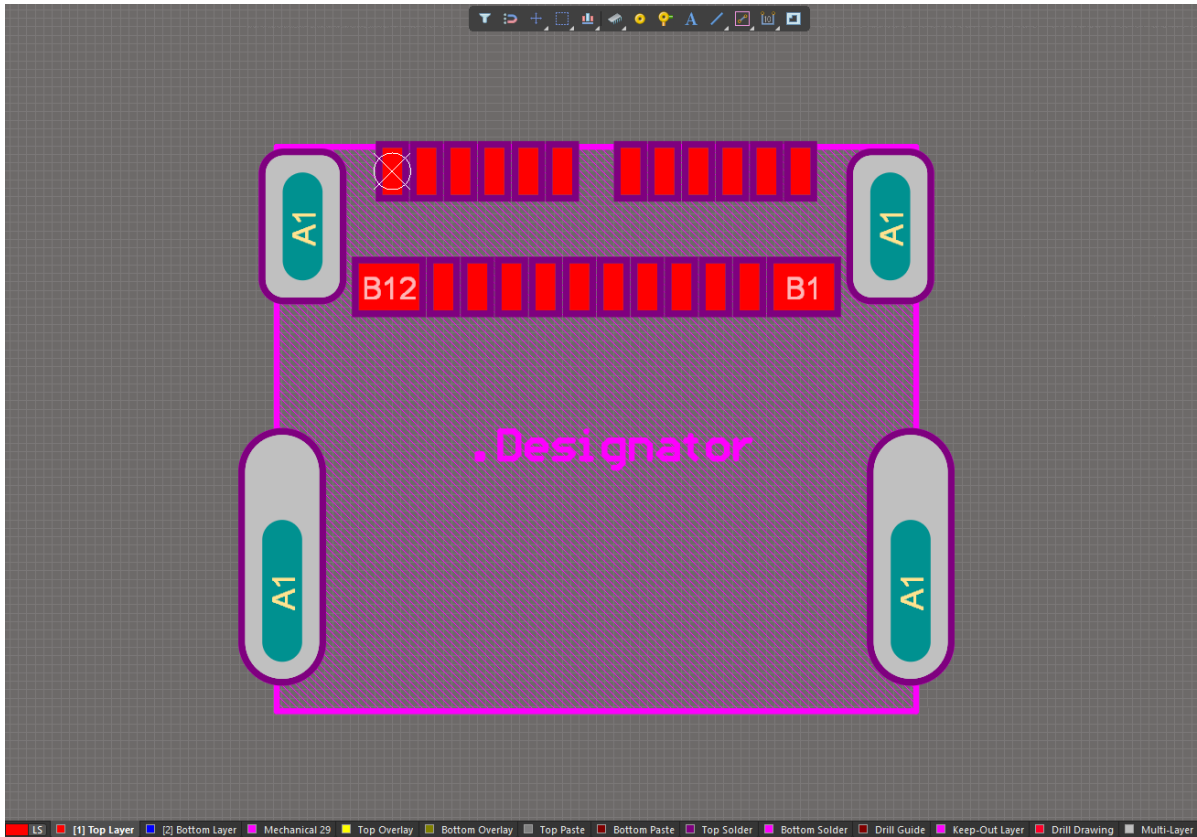 A
10
A1
A1
B12
B1
.Designator
A1
A1
LS [1] Top Layer [2] Bottom Layer Mechanical 29 Top Overlay Bottom Overlay Top Paste Bottom Paste Top Solder Bottom Solder Drill Guide Keep-Out Layer Drill Drawing Multi-Layer